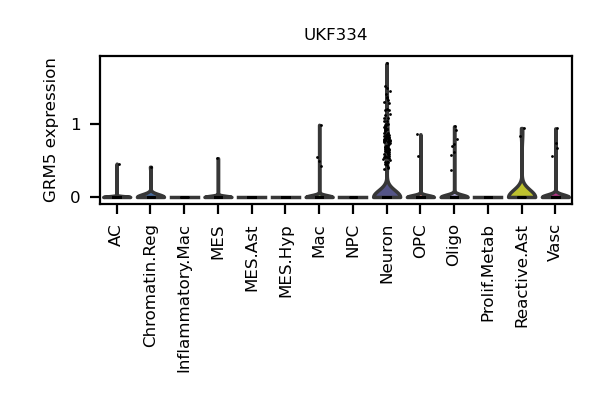 UKF334
GRM5 expression
1
0
AC
Chromatin.Reg
Inflammatory.Mac
MES
MES.Ast
MES.Hyp
Mac
NPC
Neuron
OPC
Oligo
Prolif.Metab
Reactive.Ast
Vasc